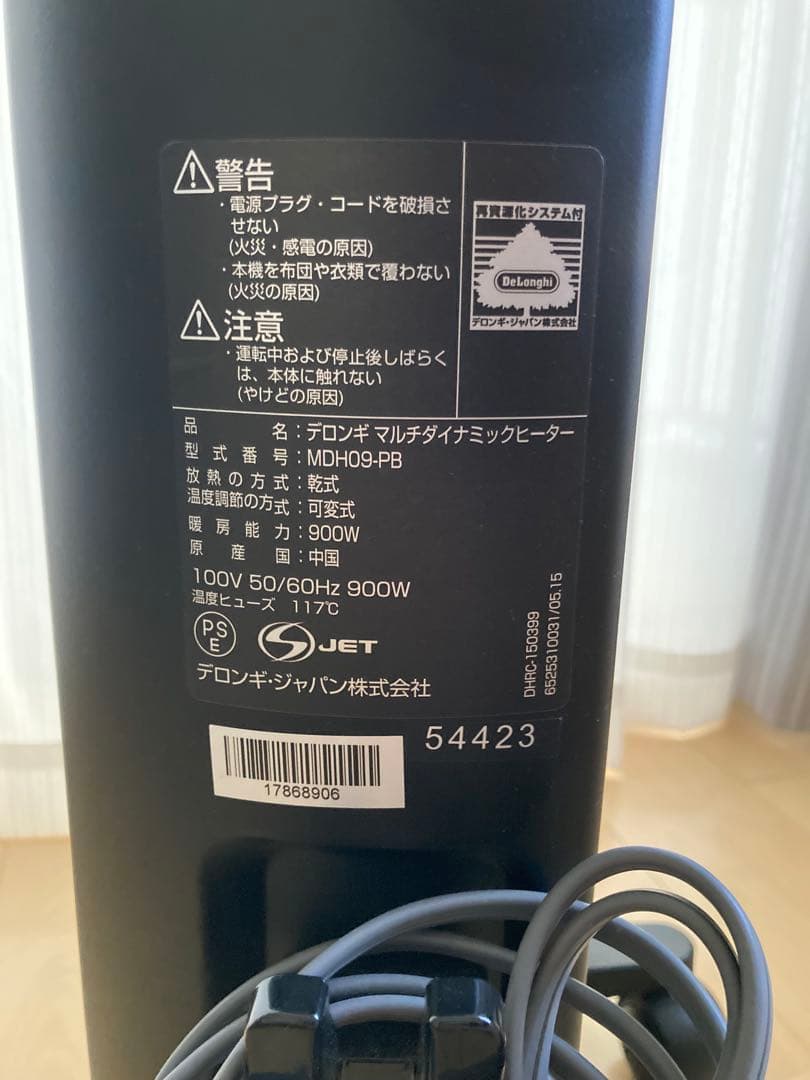 警告
・電源プラグ・コードを破損さ
せない
(火災・感電の原因)
・本機を布団や衣類で覆わない
(火災の原因)
注意
・運転中および停止後しばらく
は、本体に触れない
(やけどの原因)
再資源化システム付
DeLonghi
デロンギ・ジャパン株式会社
品名：デロンギ マルチダイナミックヒーター
型式番号：MDH09-PB
放熱の方式：乾式
温度調節の方式：可変式
暖房能力：900W
原産国：中国
100V 50/60Hz 900W
温度ヒューズ 117℃
PS
E
S JET
デロンギ・ジャパン株式会社
DHRC-150399
6525310031/05.15
54423
17868906